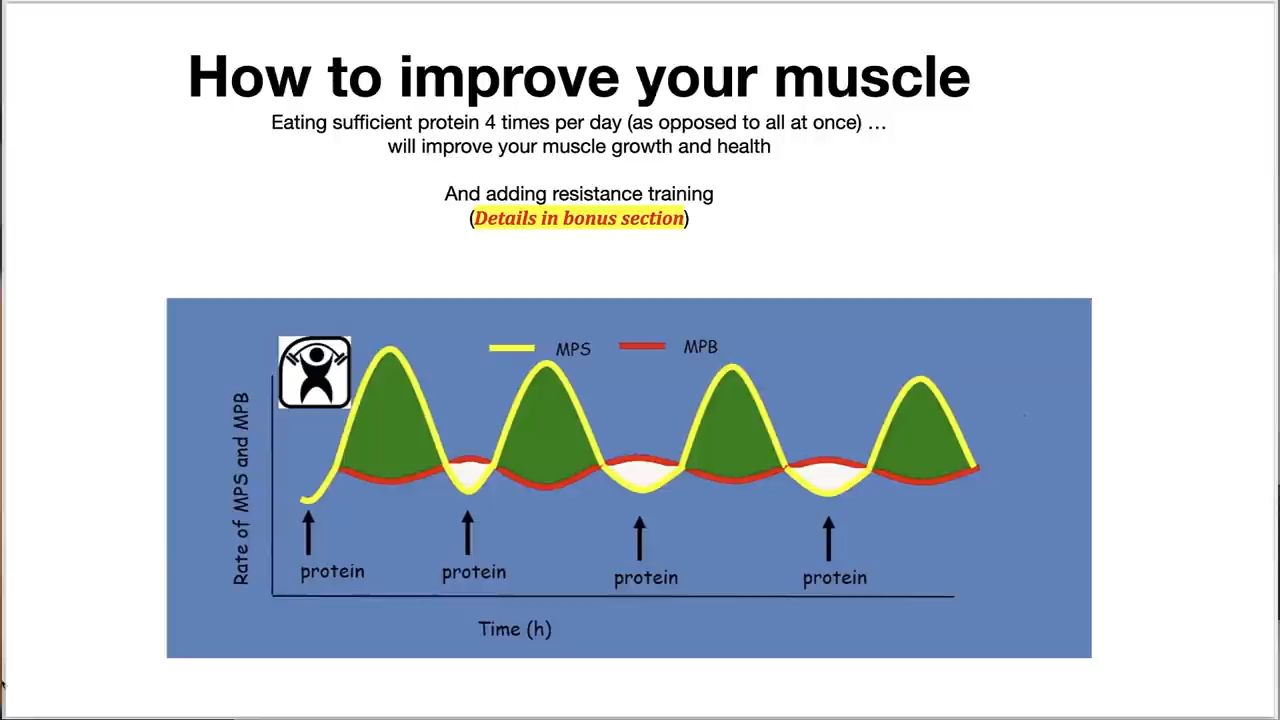 How to improve your muscle
Eating sufficient protein 4 times per day (as opposed to all at once) …
will improve your muscle growth and health
And adding resistance training
(Details in bonus section)
MPS
MPB
Rate of MPS and MPB
protein
protein
protein
protein
Time (h)